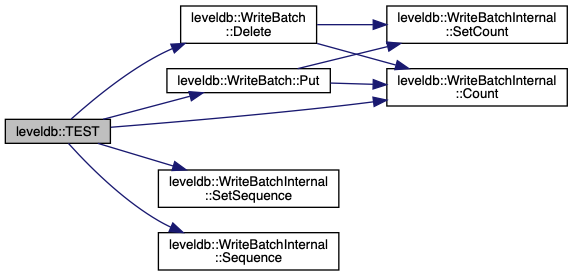 leveldb::WriteBatch
::Delete
leveldb::WriteBatchInternal
::SetCount
leveldb::WriteBatch::Put
leveldb::WriteBatchInternal
::Count
leveldb::TEST
leveldb::WriteBatchInternal
::SetSequence
leveldb::WriteBatchInternal
::Sequence